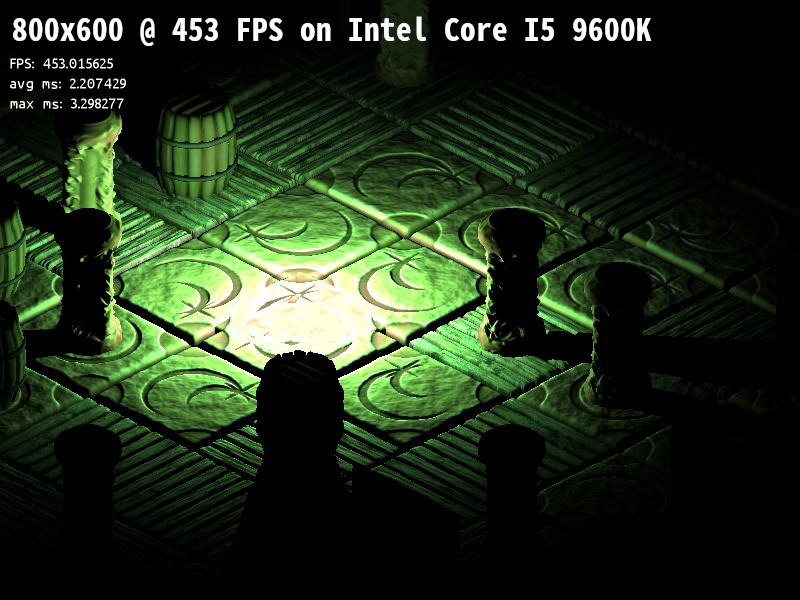 800x600 @ 453 FPS on Intel Core I5 9600K
FPS: 453.015625
avg ms: 2.207429
max ms: 3.298277